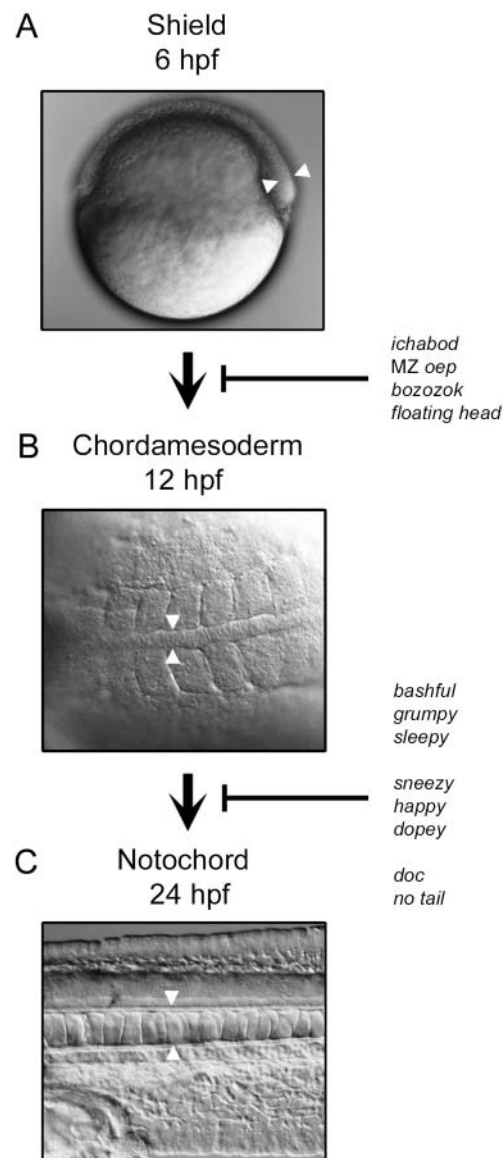 A
Shield
6 hpf
ichabod
MZ oep
bozozok
floating head
B
Chordamesoderm
12 hpf
bashful
grumpy
sleepy
sneezy
happy
dopey
doc
no tail
C
Notochord
24 hpf